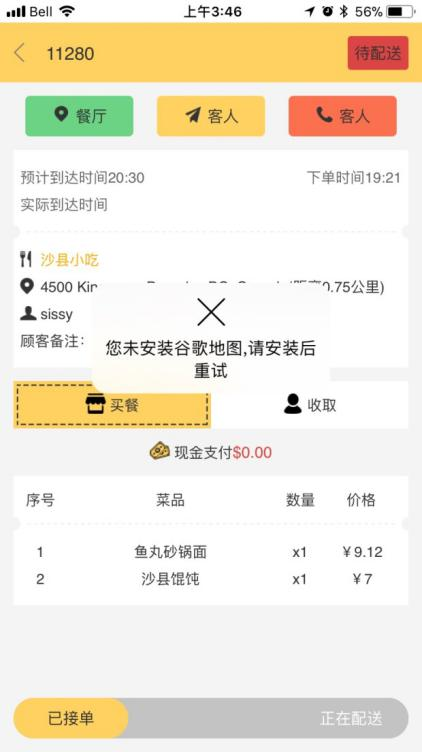 Bell 上午3:46 56%
11280 待配送
餐厅 客人 客人
预计到达时间20:30 下单时间19:21
实际到达时间
沙县小吃
4500 Kin
0.75公里)
sissy
顾客备注:
您未安装谷歌地图,请安装后
重试
买餐 收取
现金支付$0.00
序号 菜品 数量 价格
1 鱼丸砂锅面 x1 ¥9.12
2 沙县馄饨 x1 ¥7
已接单 正在配送